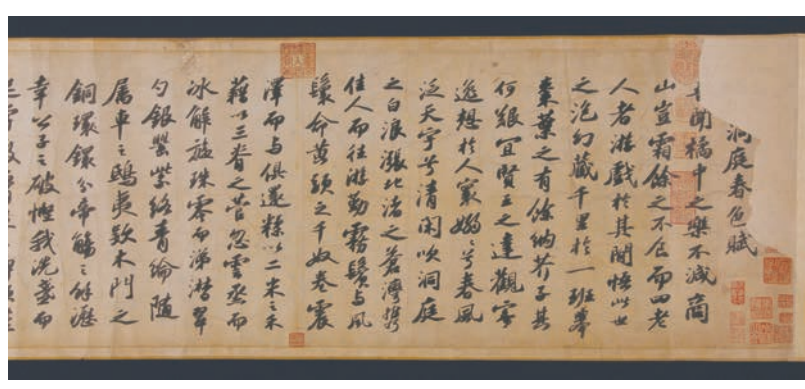 洞庭春色賦
聞橘中之樂不減商
山豈霜餘之不食而四老
人者游戲於其間悟此世
之泡幻藏千里於一班舉
棗葉之有餘納芥子其
何艱宜賢王之達觀寄
逸想於人寰嫋〻兮春風
泛天宇兮清閑吹洞庭
之白浪漲北渚之蒼灣攜
佳人而往游勤霧鬢與風
鬟命黃頭之千奴卷震
澤而与俱還糅以二米之禾
藉以三脊之菅忽雲烝而
冰解旋珠零而涕潸翠
勺銀罌紫絡青綸隨
屬車之鴟夷款木門之
銅環鐶分帝觴之餘瀝
幸公子之破慳我洗盞而